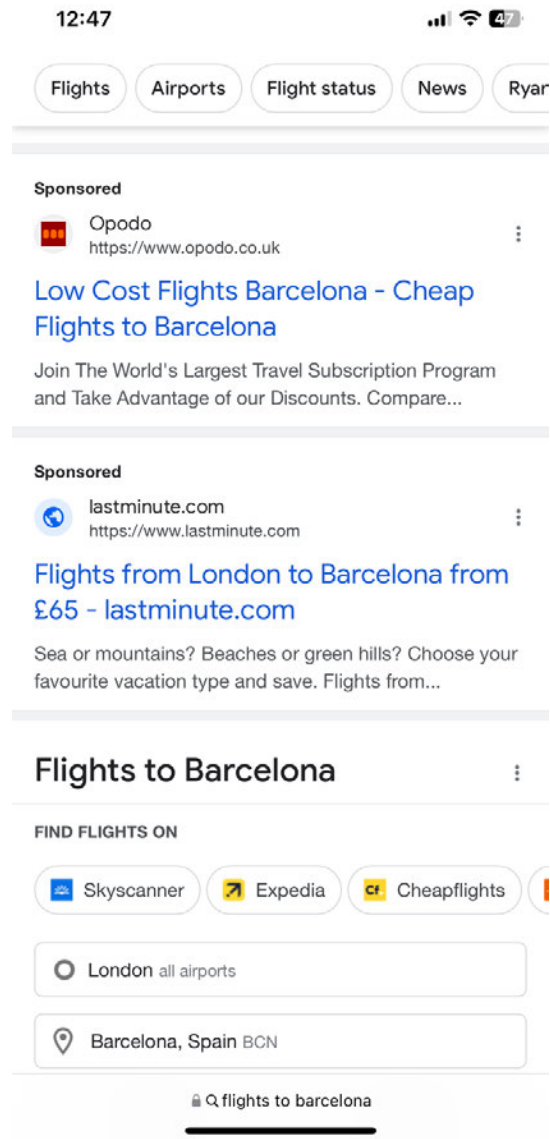 12:47
47
Flights
Airports
Flight status
News
Ryan
Sponsored
Opodo
https://www.opodo.co.uk
Low Cost Flights Barcelona - Cheap
Flights to Barcelona
Join The World's Largest Travel Subscription Program
and Take Advantage of our Discounts. Compare...
Sponsored
lastminute.com
https://www.lastminute.com
Flights from London to Barcelona from
£65 - lastminute.com
Sea or mountains? Beaches or green hills? Choose your
favourite vacation type and save. Flights from...
Flights to Barcelona
FIND FLIGHTS ON
Skyscanner
Expedia
Cf Cheapflights
London all airports
Barcelona, Spain BCN
flights to barcelona